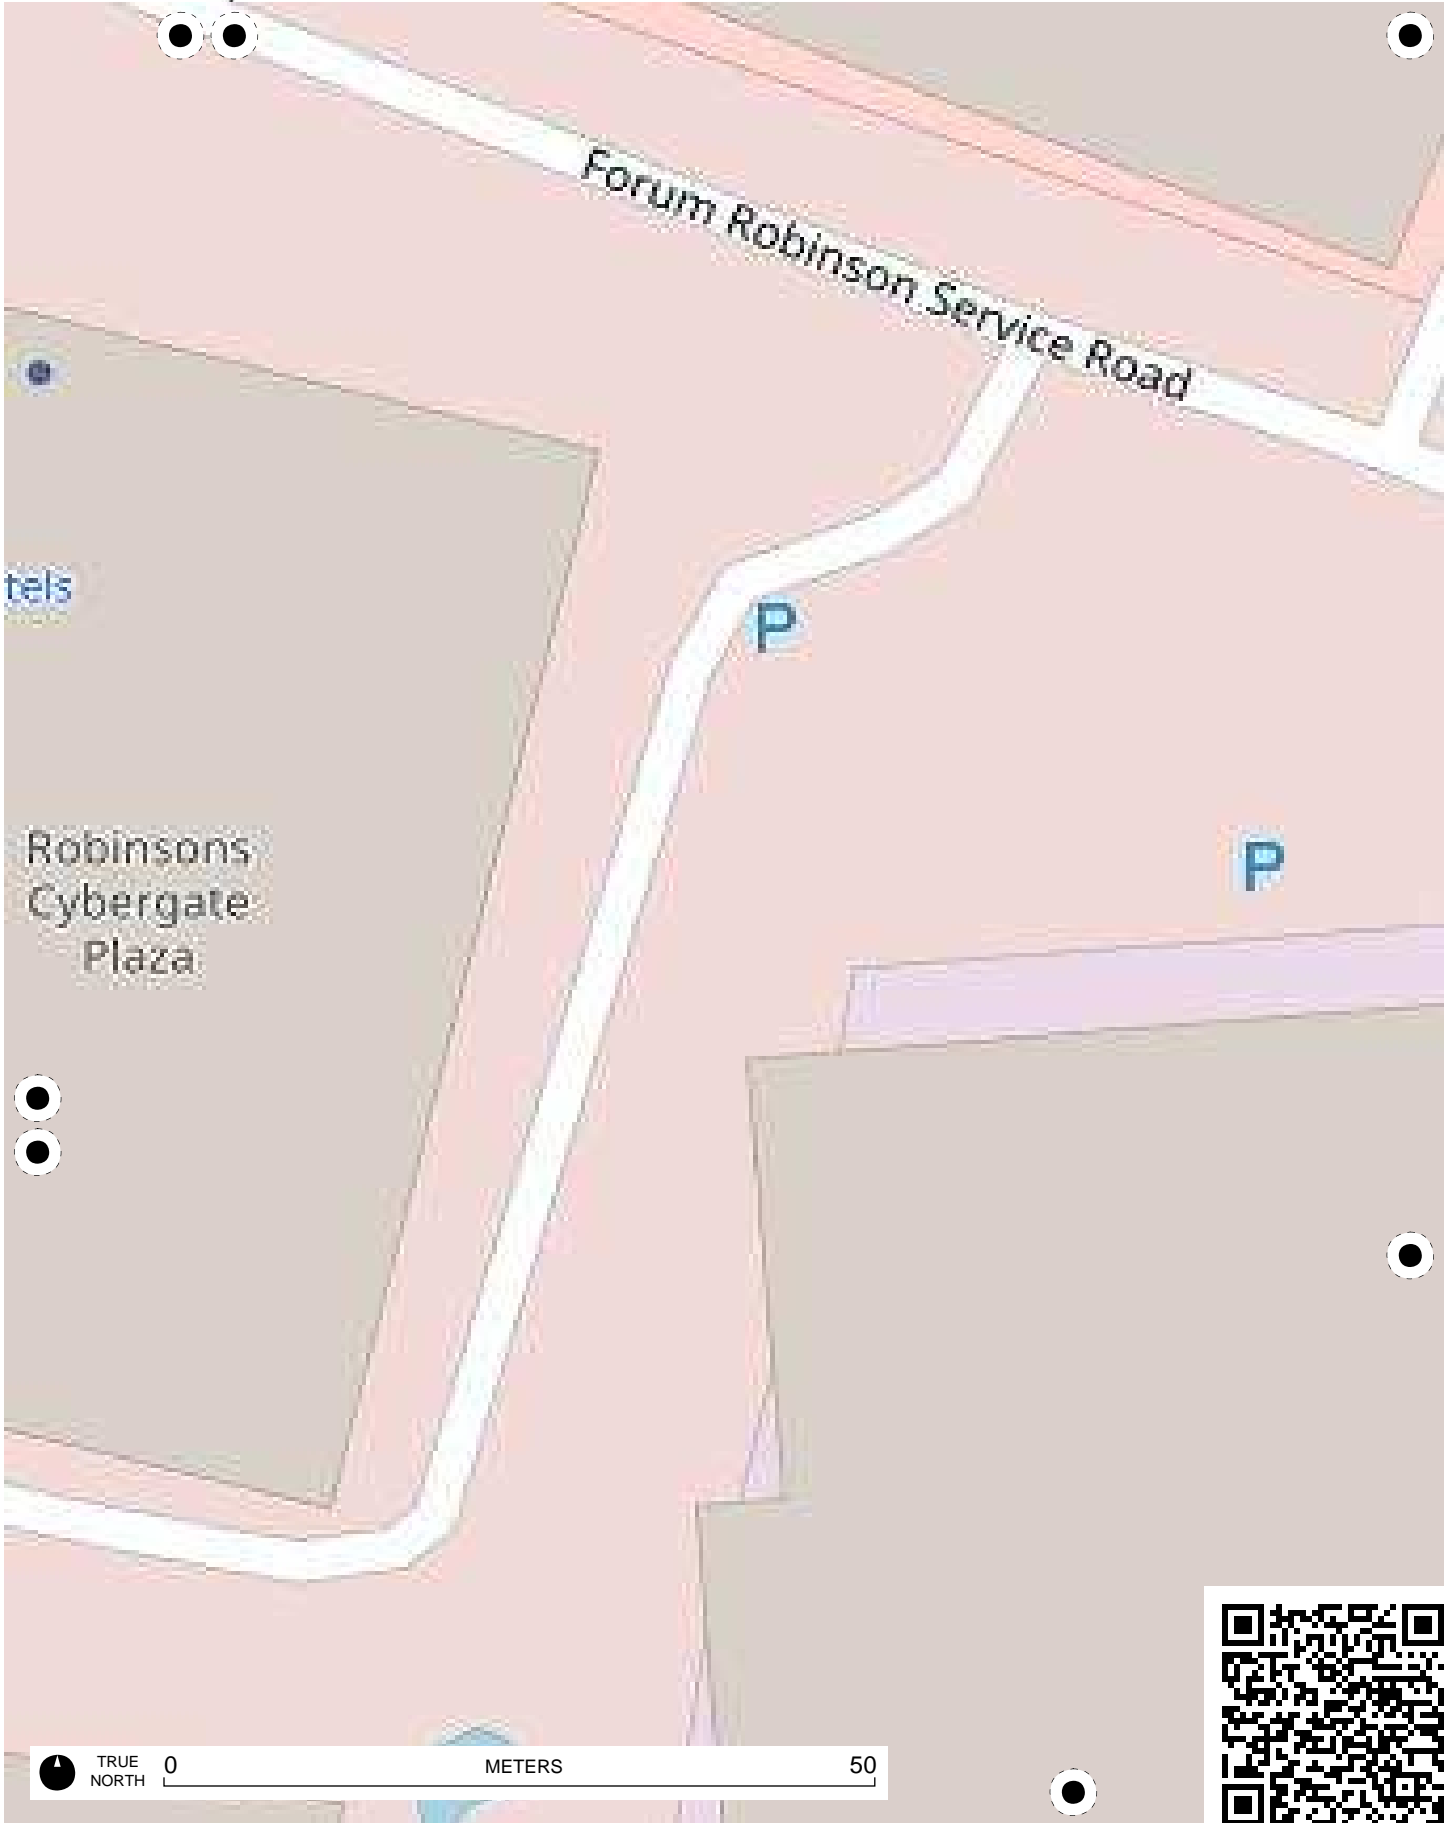 Forum Robinson Service Road
tels
P
Robinsons
Cybergate
Plaza
P
TRUE
NORTH
0 METERS 50